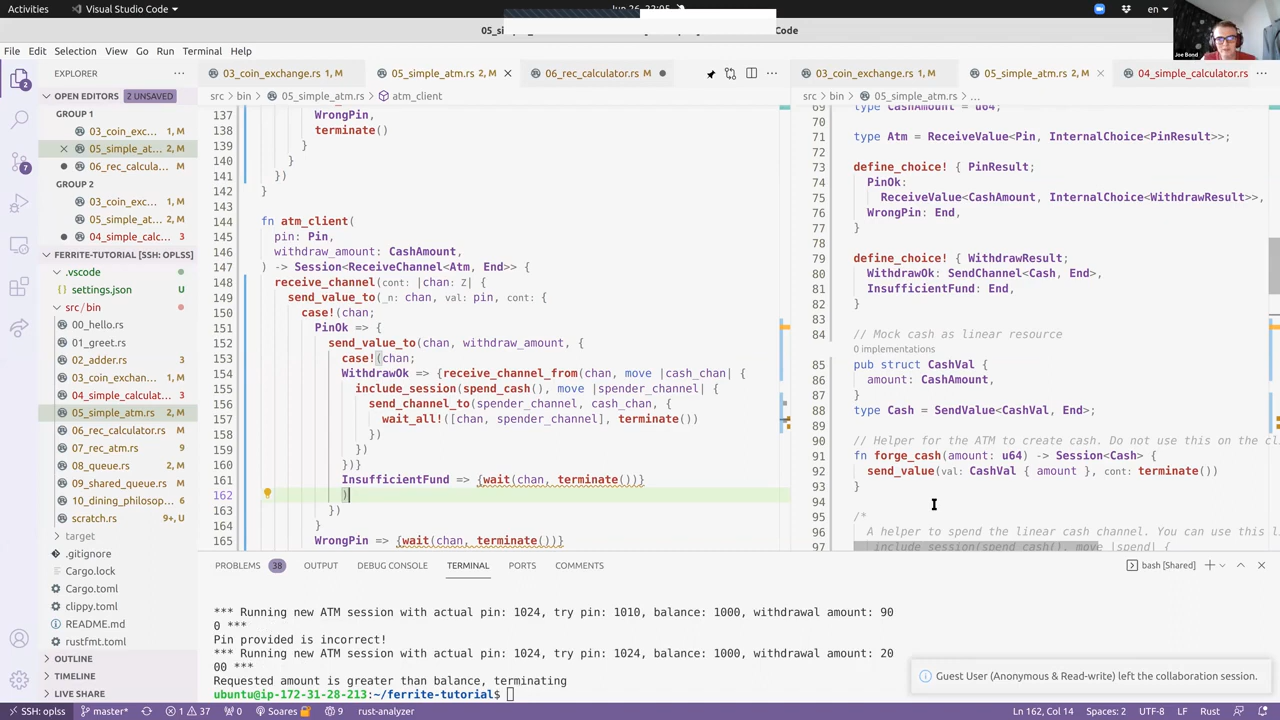 Activities
Visual Studio Code
Jun 26 22:05
en
05_si
Code
Joe Bond
File Edit Selection View Go Run Terminal Help
EXPLORER
03_coin_exchange.rs 1, M
05_simple_atm.rs 2, M
06_rec_calculator.rs M
03_coin_exchange.rs 1, M
05_simple_atm.rs 2, M
04_simple_calculator.rs
OPEN EDITORS 2 UNSAVED
GROUP 1
03_coin_exc... 1, M
05_simple_at... 2, M
06_rec_calcula... M
GROUP 2
03_coin_exc... 1, M
05_simple_at... 2, M
04_simple_calc... 3
FERRITE-TUTORIAL [SSH: OPLSS]
.vscode
settings.json U
src/bin
00_hello.rs
01_greet.rs
02_adder.rs
03_coin_exchan... 1, M
04_simple_calculat... 3
05_simple_atm.rs 2, M
_rec_calculator.rs M
07_rec_atm.rs
08_queue.rs
09_shared_queue.rs
10_dining_philosop...
scratch.rs 9+, U
target
.gitignore
Cargo.lock
Cargo.toml
clippy.toml
README.md
rustfmt.toml
OUTLINE
TIMELINE
LIVE SHARE
7
src > bin > 05_simple_atm.rs > atm_client
137 WrongPin,
138 terminate()
139 }
140 }
141 })
142 }
143
144 fn atm_client(
145 pin: Pin,
146 withdraw_amount: CashAmount,
147 ) -> Session<ReceiveChannel<Atm, End>> {
148 receive_channel(cont: |chan: Z| {
149 send_value_to(_n: chan, val: pin, cont: {
150 case!(chan;
151 PinOk => {
152 send_value_to(chan, withdraw_amount, {
153 case!(chan;
154 WithdrawOk => {receive_channel_from(chan, move |cash_chan| {
155 include_session(spend_cash(), move |spender_channel| {
156 send_channel_to(spender_channel, cash_chan, {
157 wait_all!([chan, spender_channel], terminate())
158 })
159 })
160 })}
161 InsufficientFund => {wait(chan, terminate())}
162 )
163 })
164 }
165 WrongPin => {wait(chan, terminate())}
src > bin > 05_simple_atm.rs > ...
69 type CashAmount = u64;
70
71 type Atm = ReceiveValue<Pin, InternalChoice<PinResult>>;
72
73 define_choice! { PinResult;
74 PinOk:
75 ReceiveValue<CashAmount, InternalChoice<WithdrawResult>>,
76 WrongPin: End,
77 }
78
79 define_choice! { WithdrawResult;
80 WithdrawOk: SendChannel<Cash, End>,
81 InsufficientFund: End,
82 }
83
84 // Mock cash as linear resource
0 implementations
85 pub struct CashVal {
86 amount: CashAmount,
87 }
88 type Cash = SendValue<CashVal, End>;
89
90 // Helper for the ATM to create cash. Do not use this on the cl
91 fn forge_cash(amount: u64) -> Session<Cash> {
92 send_value(val: CashVal { amount }, cont: terminate())
93 }
94
95 /*
96 A helper to spend the linear cash channel. You can use this li
97 include_session(spend_cash(), move |spend| {
PROBLEMS 38 OUTPUT DEBUG CONSOLE TERMINAL PORTS COMMENTS
bash [Shared]
*** Running new ATM session with actual pin: 1024, try pin: 1010, balance: 1000, withdrawal amount: 90
0 ***
Pin provided is incorrect!
*** Running new ATM session with actual pin: 1024, try pin: 1024, balance: 1000, withdrawal amount: 20
00 ***
Requested amount is greater than balance, terminating
ubuntu@ip-172-31-28-213:~/ferrite-tutorial$
Guest User (Anonymous & Read-write) left the collaboration session.
SSH: oplss master* 1 37 0 Soares 9 rust-analyzer
Ln 162, Col 14 Spaces: 2 UTF-8 LF Rust